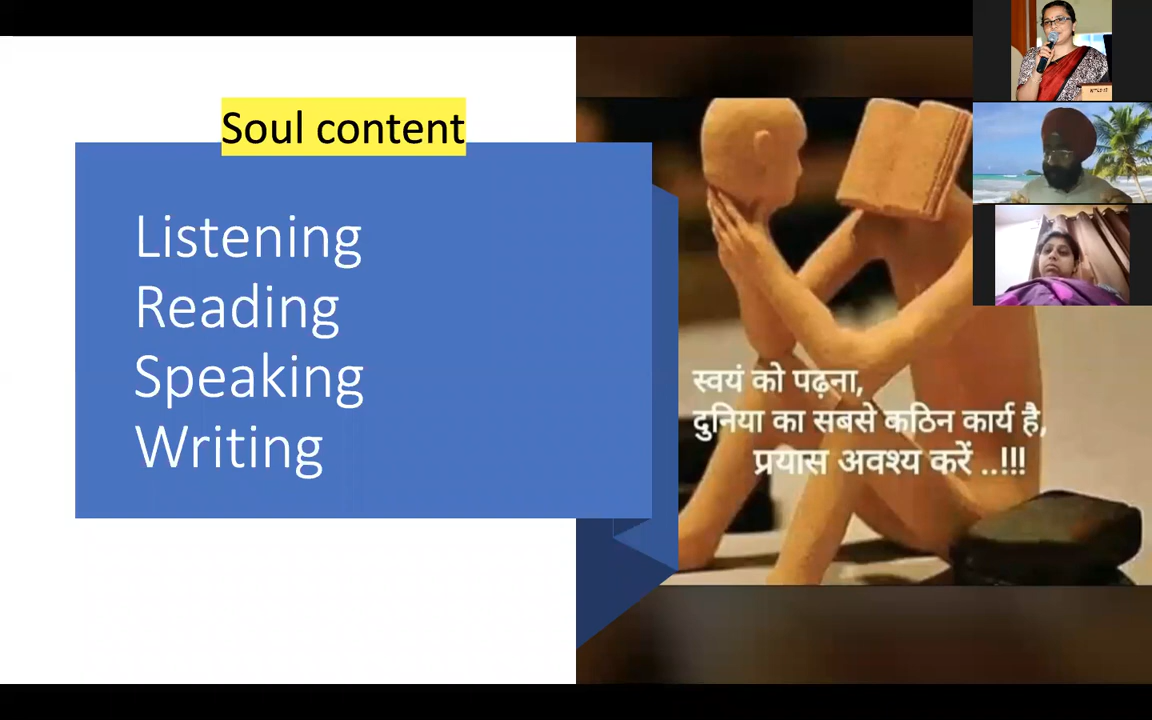 Soul content
Listening
Reading
Speaking
Writing
स्वयं को पढ़ना,
दुनिया का सबसे कठिन कार्य है,
प्रयास अवश्य करें ..!!!